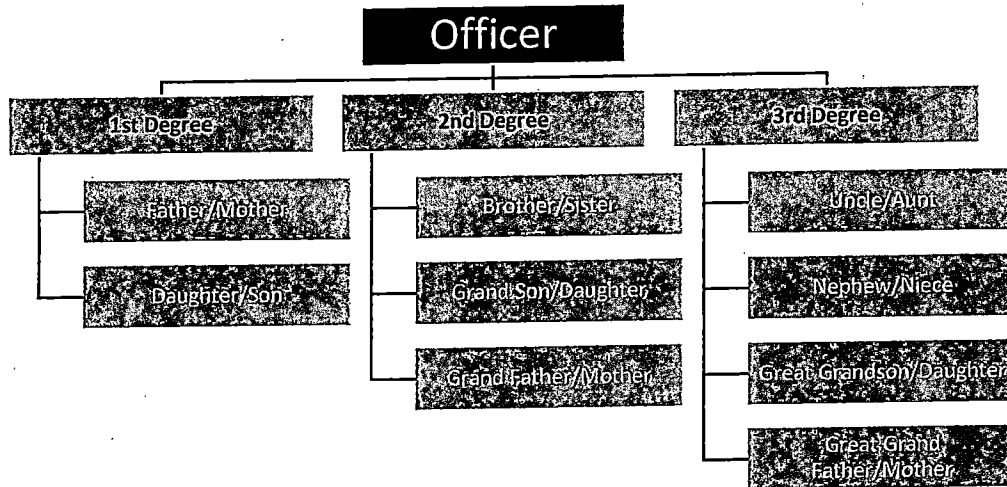 Officer
1st Degree
Father/Mother
Daughter/Son
2nd Degree
Brother/Sister
Grand Son/Daughter
Grand Father/Mother
3rd Degree
Uncle/Aunt
Nephew/Niece
Great Grandson/Daughter
Great Grand
Father/Mother